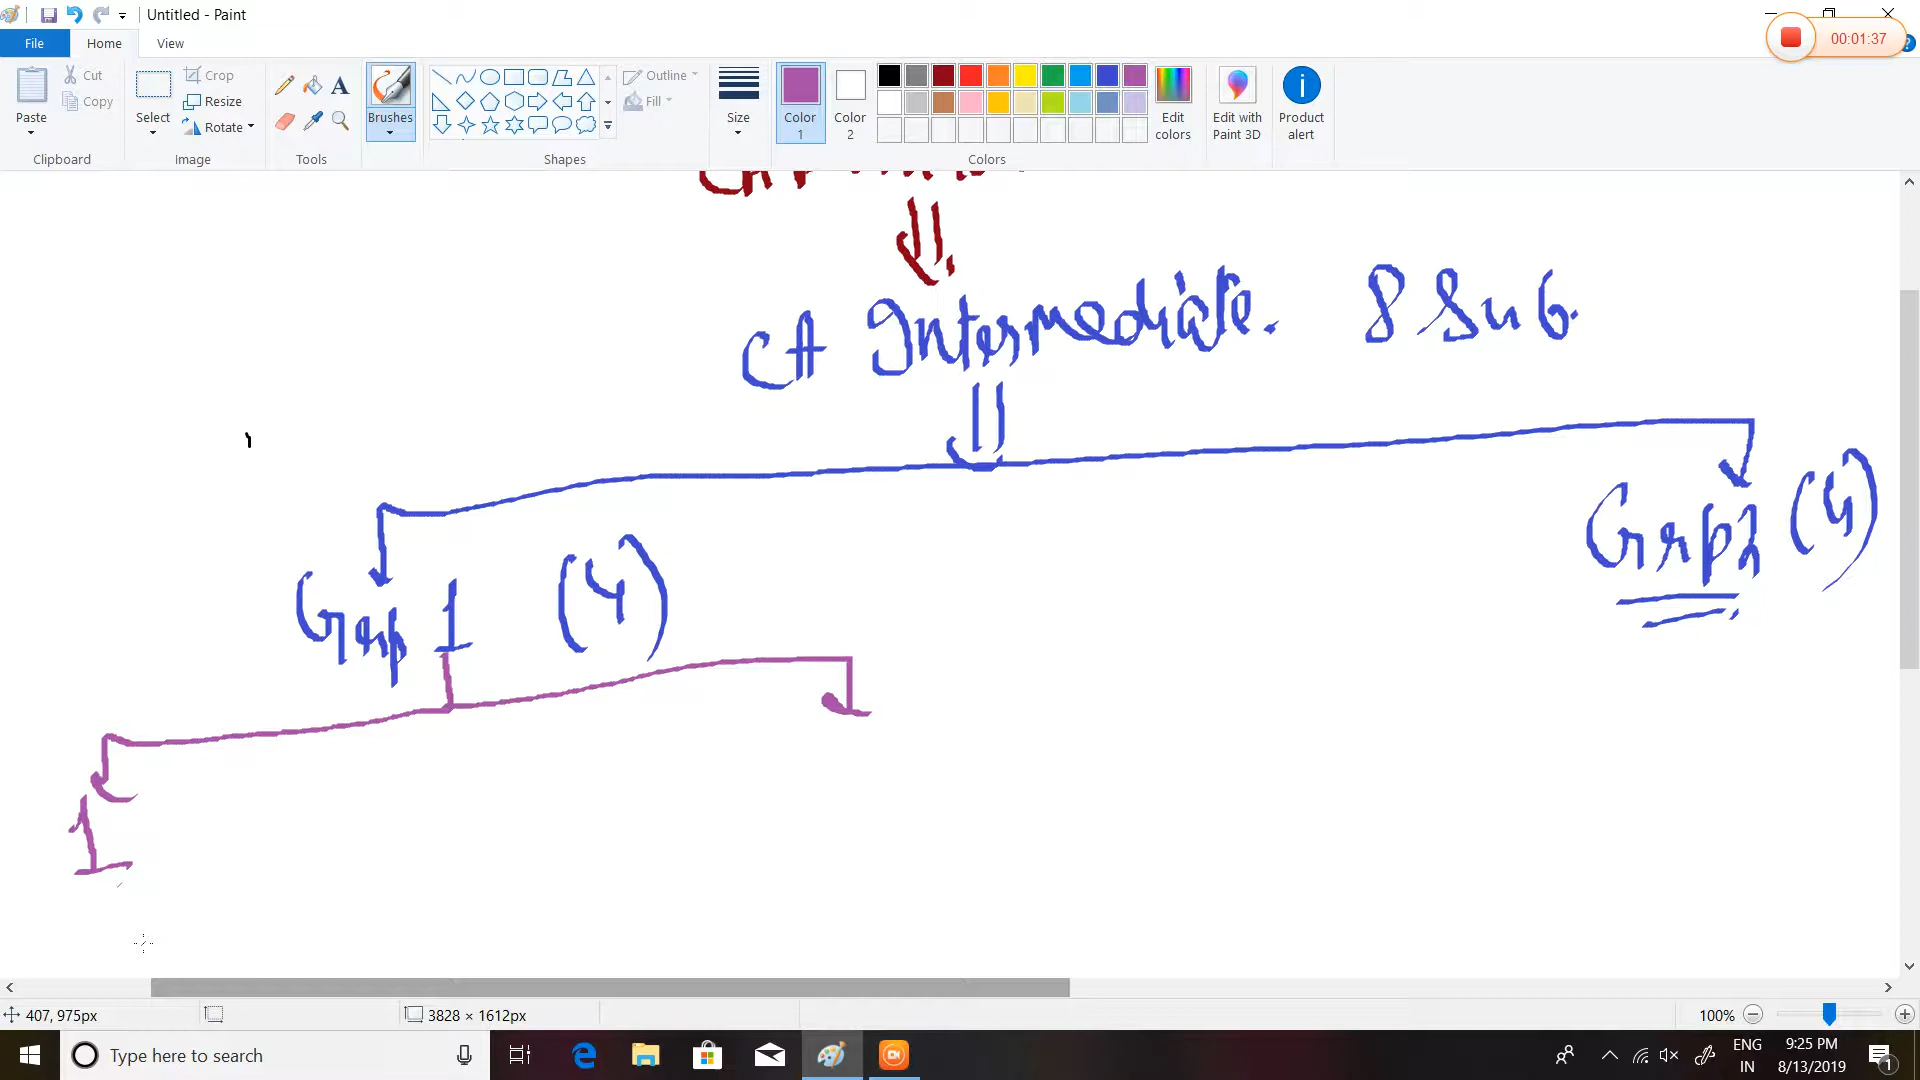 Untitled - Paint
00:01:37
File
Home
View
Paste
Cut
Copy
Clipboard
Select
Crop
Resize
Rotate
Image
Tools
Brushes
Shapes
Outline
Fill
Size
Color 1
Color 2
Edit colors
Colors
Edit with Paint 3D
Product alert
CA Intermediate. 8 Sub.
Grp 1 (4)
Grp 2 (4)
1
407, 975px
3828 × 1612px
100%
Type here to search
ENG
IN
9:25 PM
8/13/2019
1